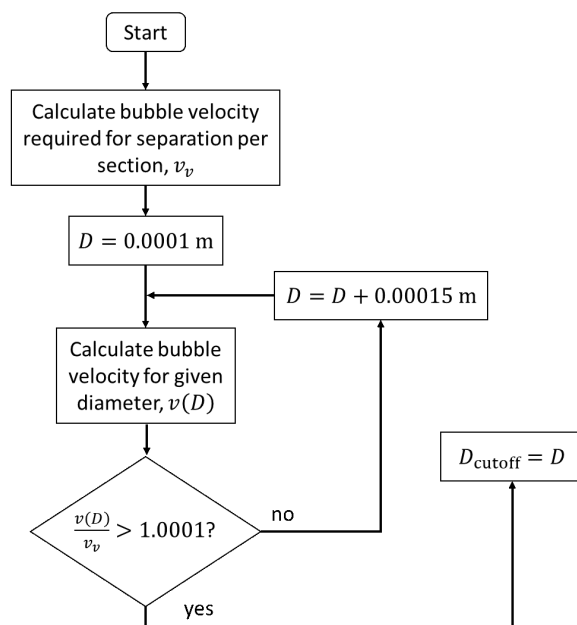 Start
Calculate bubble velocity
required for separation per
section, v_v
D = 0.0001 m
D = D + 0.00015 m
Calculate bubble
velocity for given
diameter, v(D)
D_cutoff = D
v(D)/v_v > 1.0001?
no
yes